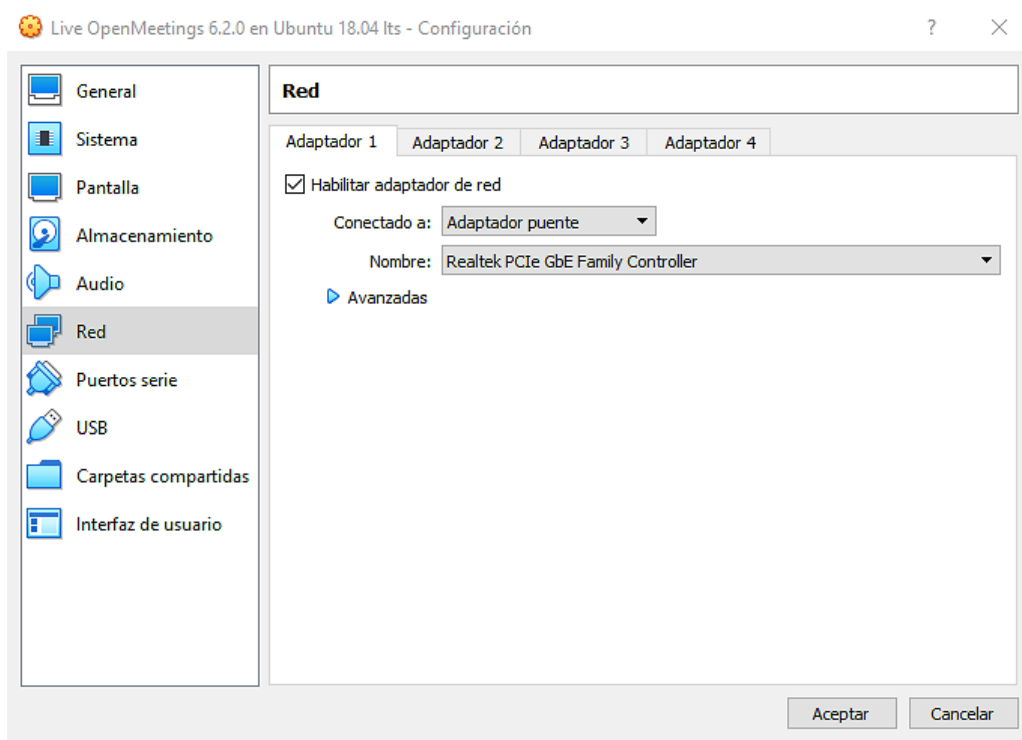 Live OpenMeetings 6.2.0 en Ubuntu 18.04 lts - Configuración
?
General
Sistema
Pantalla
Almacenamiento
Audio
Red
Puertos serie
USB
Carpetas compartidas
Interfaz de usuario
Red
Adaptador 1 Adaptador 2 Adaptador 3 Adaptador 4
Habilitar adaptador de red
Conectado a: Adaptador puente
Nombre: Realtek PCIe GbE Family Controller
Avanzadas
Aceptar Cancelar